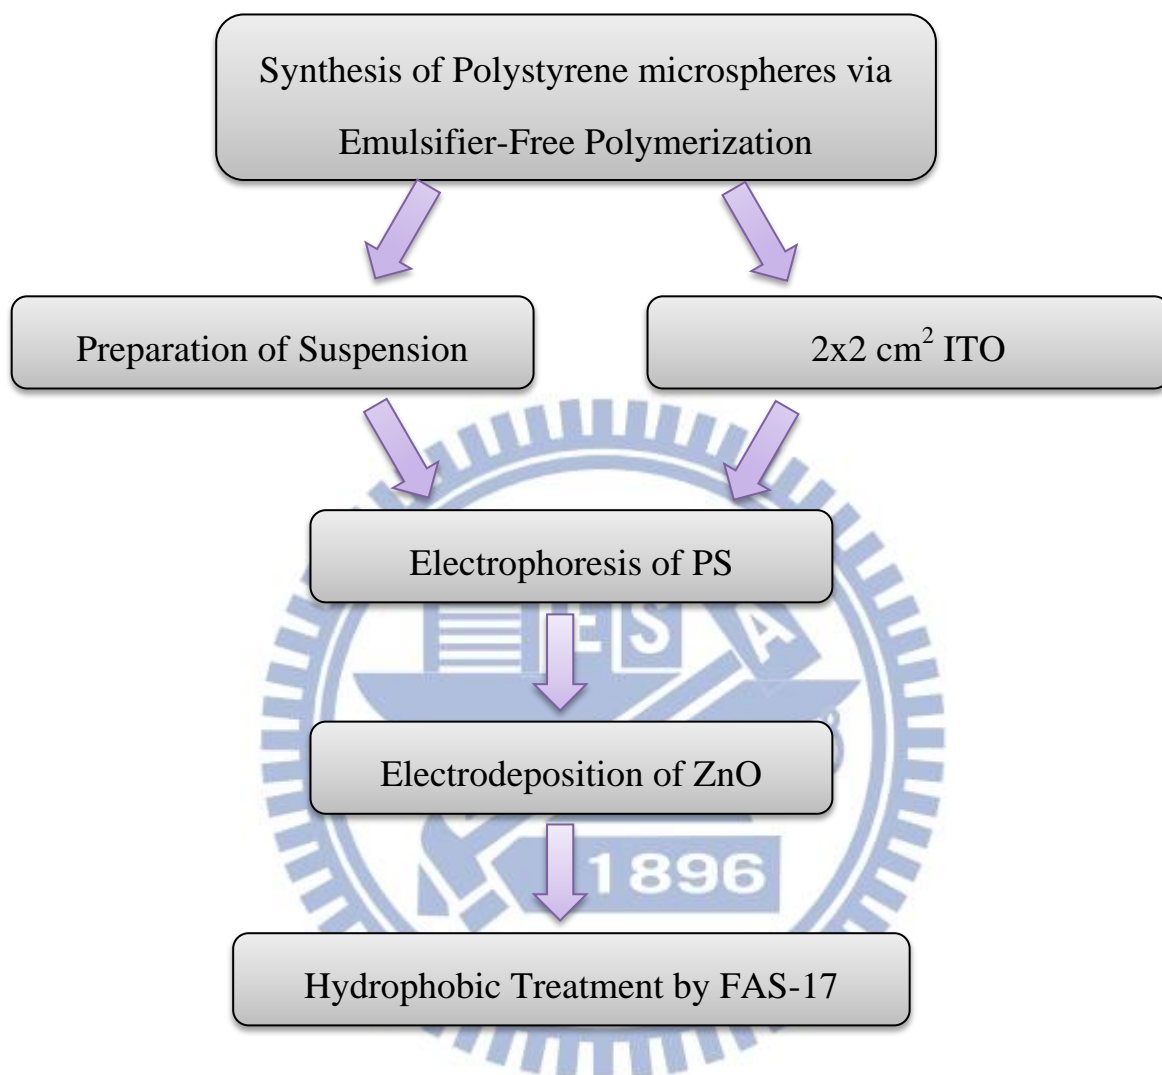 Synthesis of Polystyrene microspheres via
Emulsifier-Free Polymerization
Preparation of Suspension
2x2 cm² ITO
Electrophoresis of PS
E S A
Electrodeposition of ZnO
1896
Hydrophobic Treatment by FAS-17